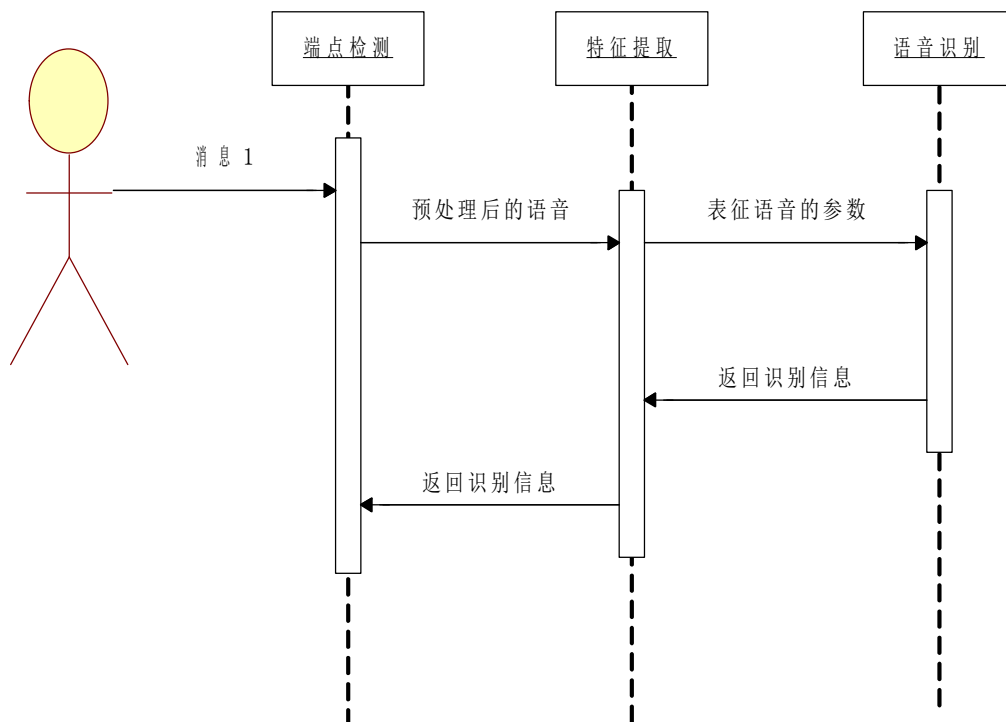 端点检测
特征提取
语音识别
消息 1
预处理后的语音
表征语音的参数
返回识别信息
返回识别信息